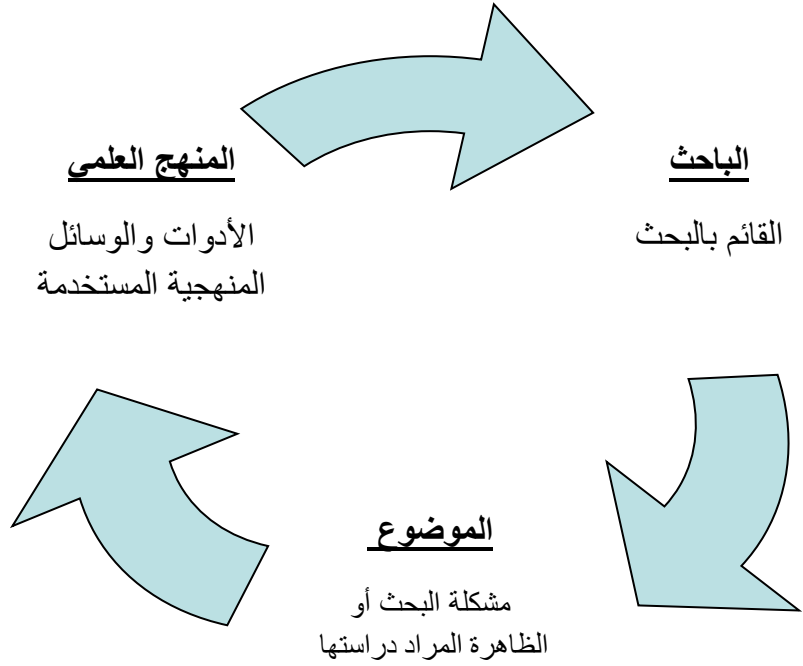 الباحث
القائم بالبحث
المنهج العلمي
الأدوات والوسائل
المنهجية المستخدمة
الموضوع
مشكلة البحث أو
الظاهرة المراد دراستها